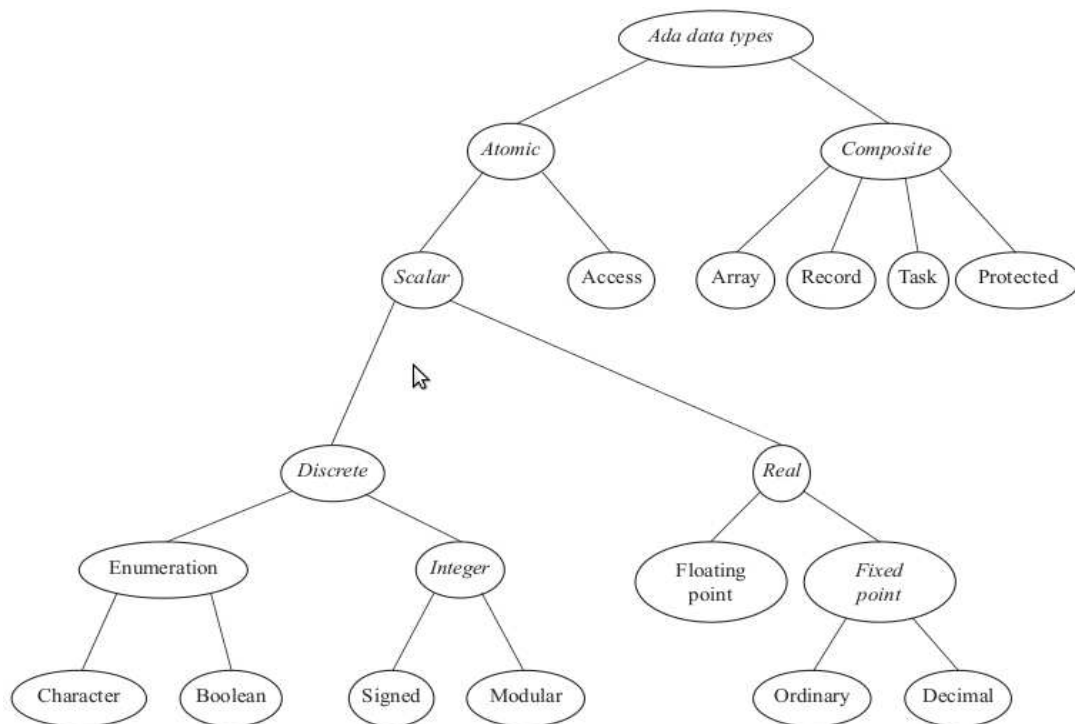 Ada data types
Atomic
Composite
Scalar
Access
Array
Record
Task
Protected
Discrete
Real
Enumeration
Integer
Floating
point
Fixed
point
Character
Boolean
Signed
Modular
Ordinary
Decimal